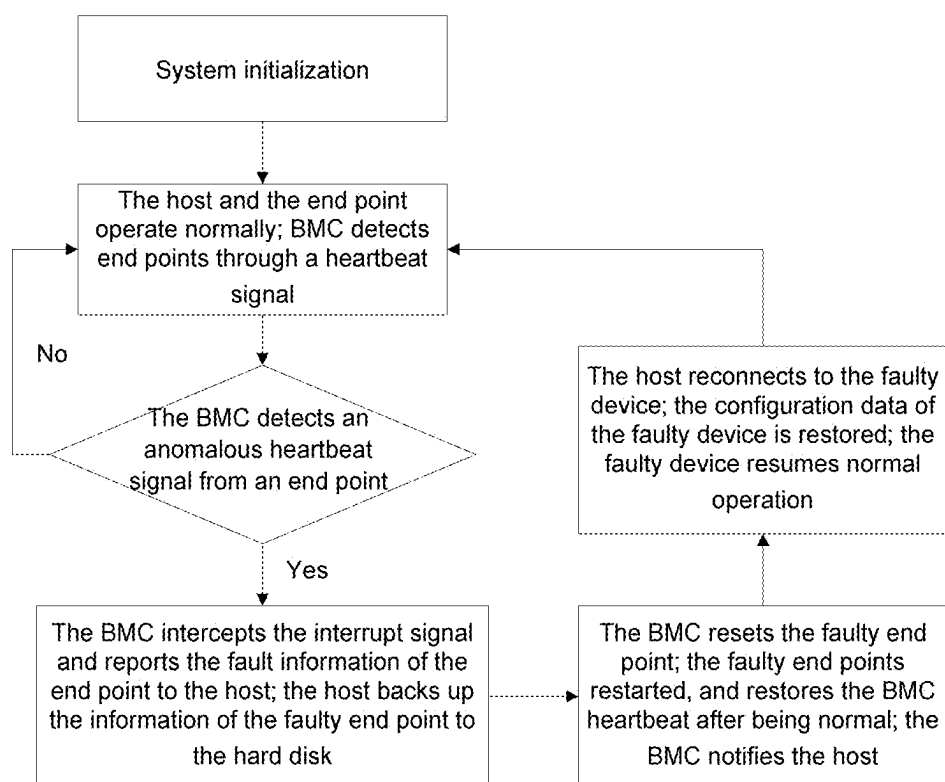 System initialization
The host and the end point
operate normally; BMC detects
end points through a heartbeat
signal
No
The BMC detects an
anomalous heartbeat
signal from an end point
Yes
The host reconnects to the faulty
device; the configuration data of
the faulty device is restored; the
faulty device resumes normal
operation
The BMC intercepts the interrupt signal
and reports the fault information of the
end point to the host; the host backs up
the information of the faulty end point to
the hard disk
The BMC resets the faulty end
point; the faulty end points
restarted, and restores the BMC
heartbeat after being normal; the
BMC notifies the host